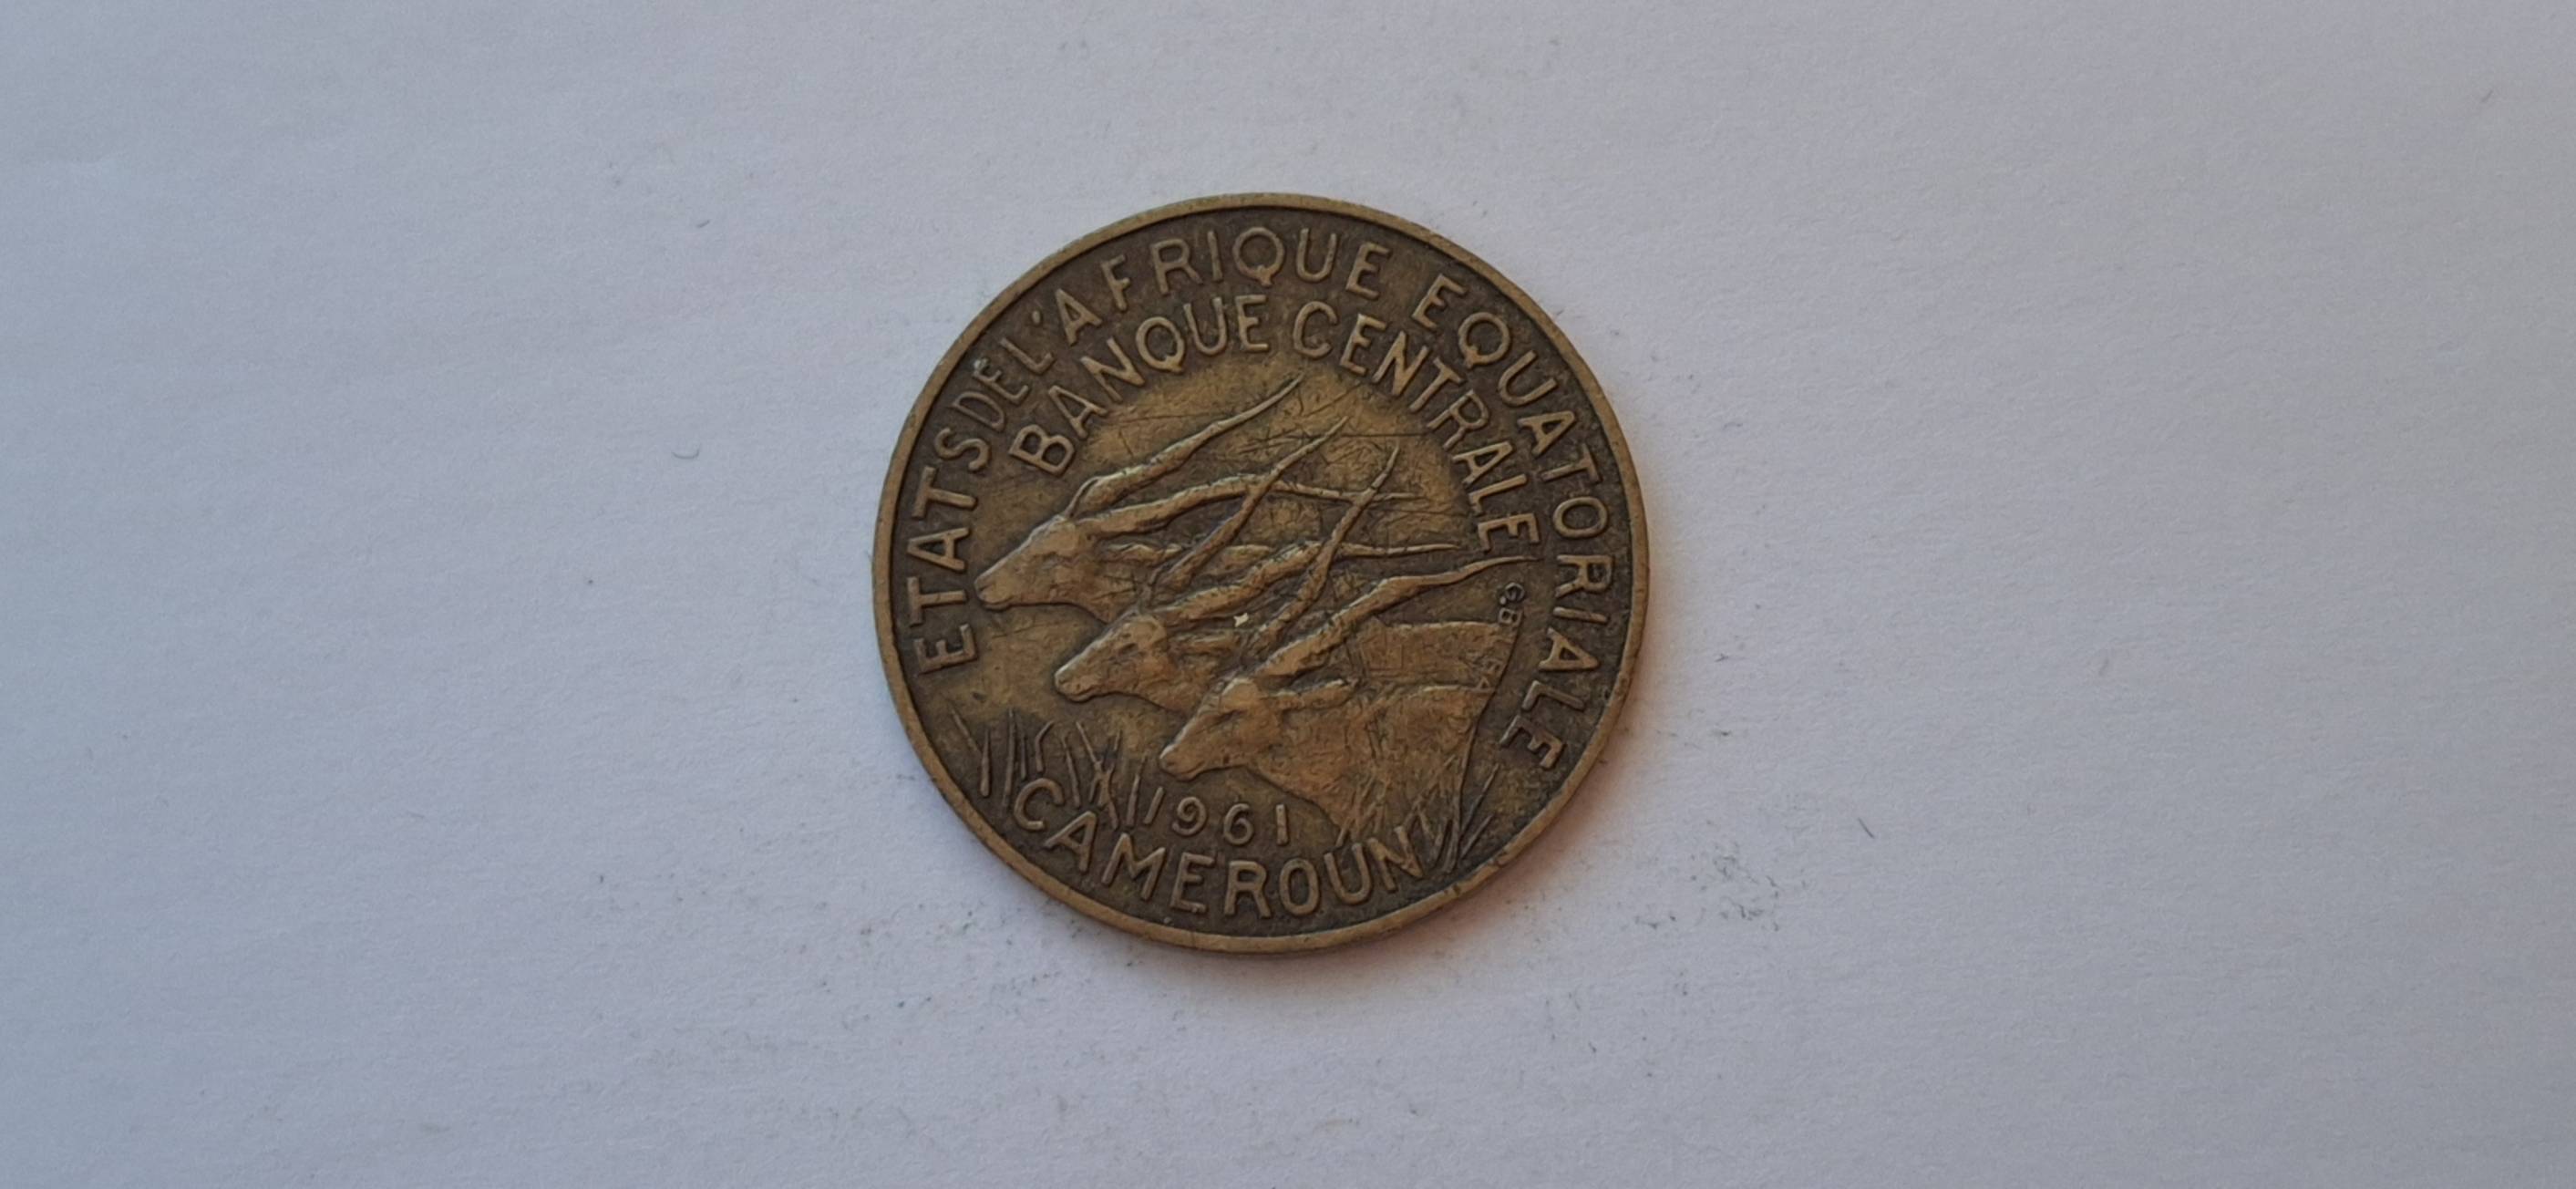 ETATS DE L'AFRIQUE EQUATORIALE
BANQUE CENTRALE
G.B.
1961
CAMEROUN